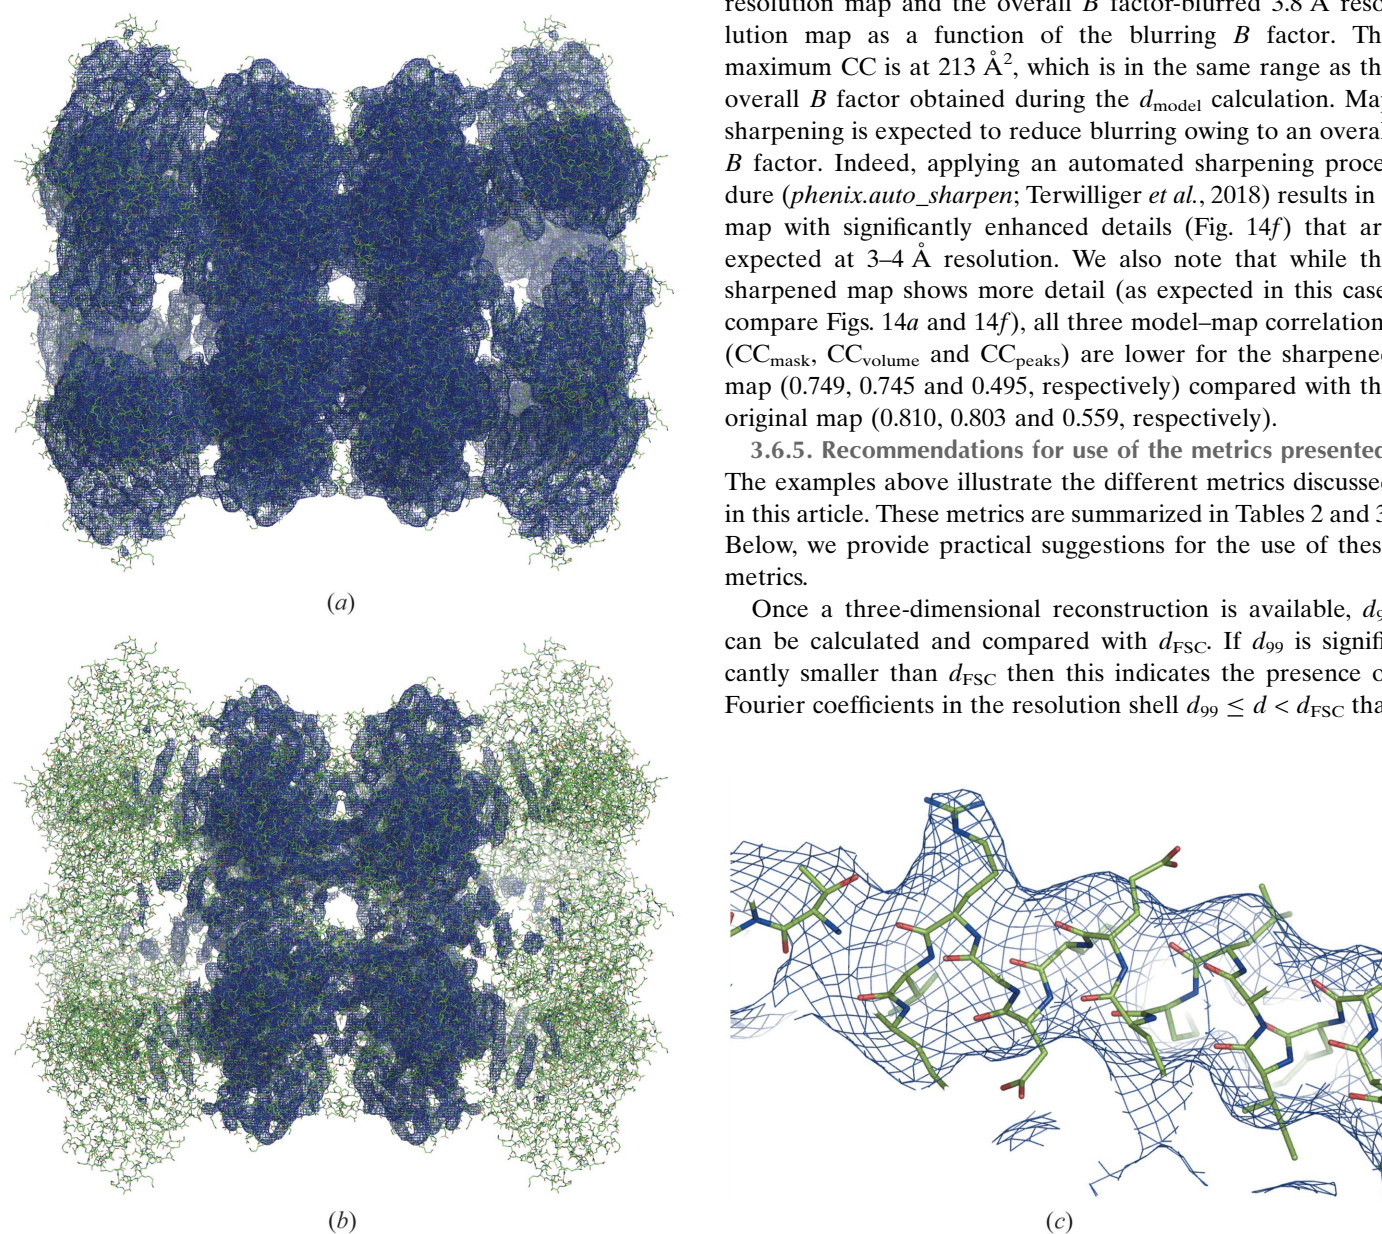 resolution map and the overall B factor-blurred 3.8 Å reso
lution map as a function of the blurring B factor. Th
maximum CC is at 213 Å², which is in the same range as th
overall B factor obtained during the d_model calculation. Map
sharpening is expected to reduce blurring owing to an overal
B factor. Indeed, applying an automated sharpening proce
dure (phenix.auto_sharpen; Terwilliger et al., 2018) results in
map with significantly enhanced details (Fig. 14f) that ar
expected at 3–4 Å resolution. We also note that while th
sharpened map shows more detail (as expected in this case
compare Figs. 14a and 14f), all three model–map correlation
(CC_mask, CC_volume and CC_peaks) are lower for the sharpened
map (0.749, 0.745 and 0.495, respectively) compared with th
original map (0.810, 0.803 and 0.559, respectively).
3.6.5. Recommendations for use of the metrics presented
The examples above illustrate the different metrics discussed
in this article. These metrics are summarized in Tables 2 and 3
Below, we provide practical suggestions for the use of thes
metrics.
Once a three-dimensional reconstruction is available, d_9
can be calculated and compared with d_FSC. If d_99 is signifi
cantly smaller than d_FSC then this indicates the presence o
Fourier coefficients in the resolution shell d_99 ≤ d < d_FSC tha
(a)
(b)
(c)